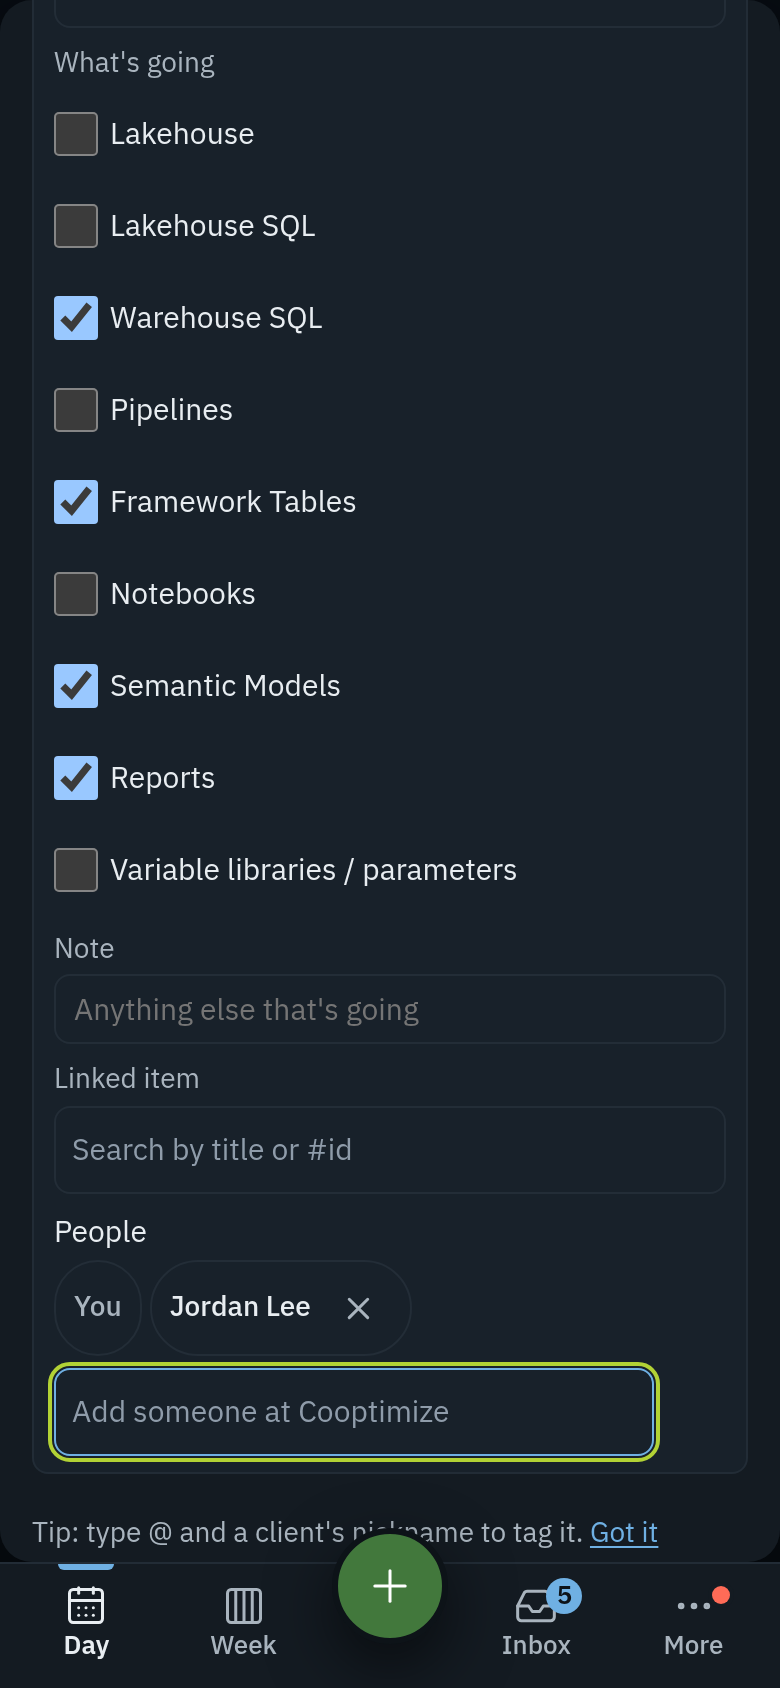 What's going
Lakehouse
Lakehouse SQL
Warehouse SQL
Pipelines
Framework Tables
Notebooks
Semantic Models
Reports
Variable libraries / parameters
Note
Anything else that's going
Linked item
Search by title or #id
People
You
Jordan Lee
Add someone at Cooptimize
Tip: type @ and a client's nickname to tag it. Got it
5
Day
Week
Inbox
More